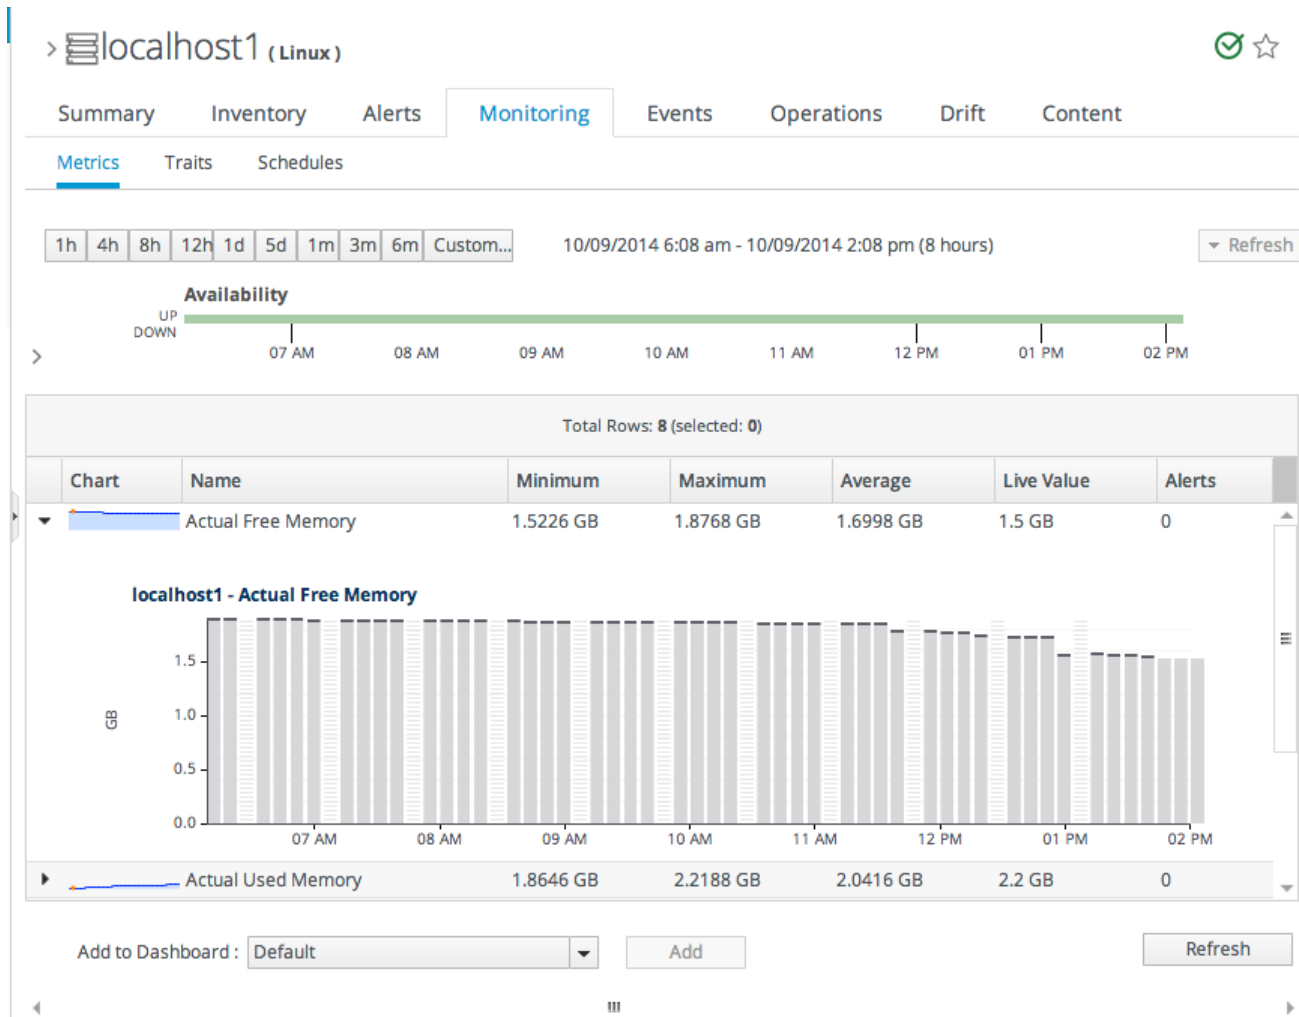 localhost1 ( Linux )
Summary Inventory Alerts Monitoring Events Operations Drift Content
Metrics Traits Schedules
1h 4h 8h 12h 1d 5d 1m 3m 6m Custom... 10/09/2014 6:08 am - 10/09/2014 2:08 pm (8 hours) Refresh
Availability
UP
DOWN
07 AM 08 AM 09 AM 10 AM 11 AM 12 PM 01 PM 02 PM
Total Rows: 8 (selected: 0)
Chart Name Minimum Maximum Average Live Value Alerts
Actual Free Memory 1.5226 GB 1.8768 GB 1.6998 GB 1.5 GB 0
localhost1 - Actual Free Memory
1.5
1.0
GB
0.5
0.0
07 AM 08 AM 09 AM 10 AM 11 AM 12 PM 01 PM 02 PM
Actual Used Memory 1.8646 GB 2.2188 GB 2.0416 GB 2.2 GB 0
Add to Dashboard : Default Add Refresh